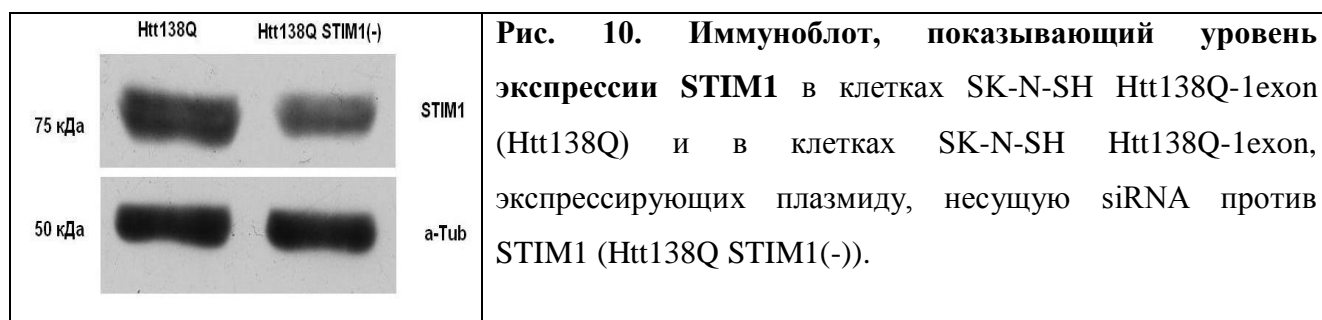 Htt138Q Htt138Q STIM1(-)
75 кДа STIM1
50 кДа a-Tub
Рис. 10. Иммуноблот, показывающий уровень
экспрессии STIM1 в клетках SK-N-SH Htt138Q-1exon
(Htt138Q) и в клетках SK-N-SH Htt138Q-1exon,
экспрессирующих плазмиду, несущую siRNA против
STIM1 (Htt138Q STIM1(-)).